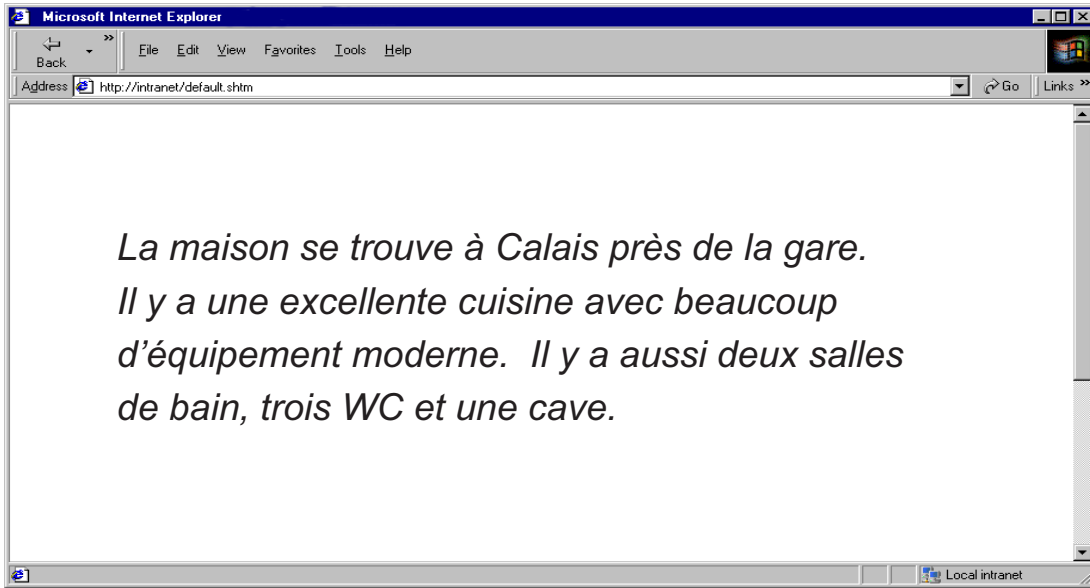 Microsoft Internet Explorer
Back » File Edit View Favorites Tools Help
Address http://intranet/default.shtm Go Links »
La maison se trouve à Calais près de la gare.
Il y a une excellente cuisine avec beaucoup
d’équipement moderne.  Il y a aussi deux salles
de bain, trois WC et une cave.
Local intranet